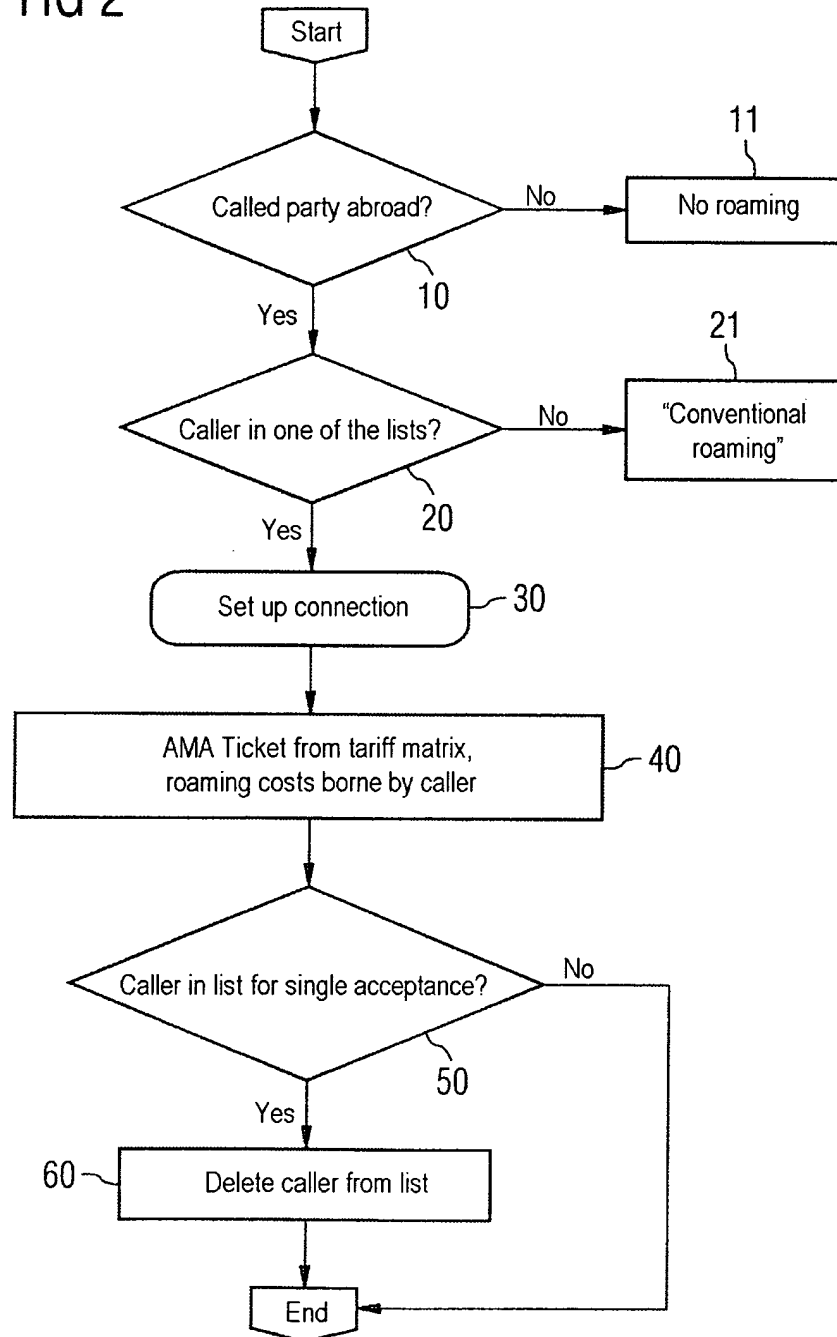 FIG 2
Start
11
Called party abroad?
No
No roaming
10
Yes
21
Caller in one of the lists?
No
“Conventional
roaming”
20
Yes
Set up connection
30
AMA Ticket from tariff matrix,
roaming costs borne by caller
40
Caller in list for single acceptance?
No
50
Yes
60
Delete caller from list
End